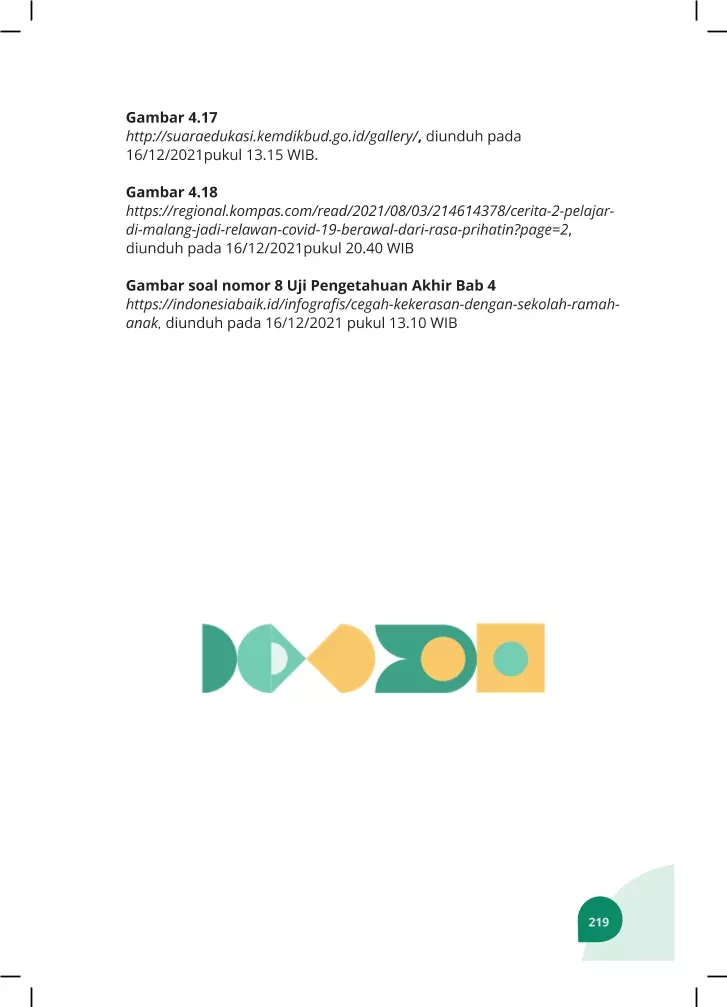 Gambar 4.17
http://suaraedukasi.kemdikbud.go.id/gallery/, diunduh pada
16/12/2021pukul 13.15 WIB.
Gambar 4.18
https://regional.kompas.com/read/2021/08/03/214614378/cerita-2-pelajar-
di-malang-jadi-relawan-covid-19-berawal-dari-rasa-prihatin?page=2,
diunduh pada 16/12/2021pukul 20.40 WIB
Gambar soal nomor 8 Uji Pengetahuan Akhir Bab 4
https://indonesiabaik.id/infografis/cegah-kekerasan-dengan-sekolah-ramah-
anak, diunduh pada 16/12/2021 pukul 13.10 WIB
219